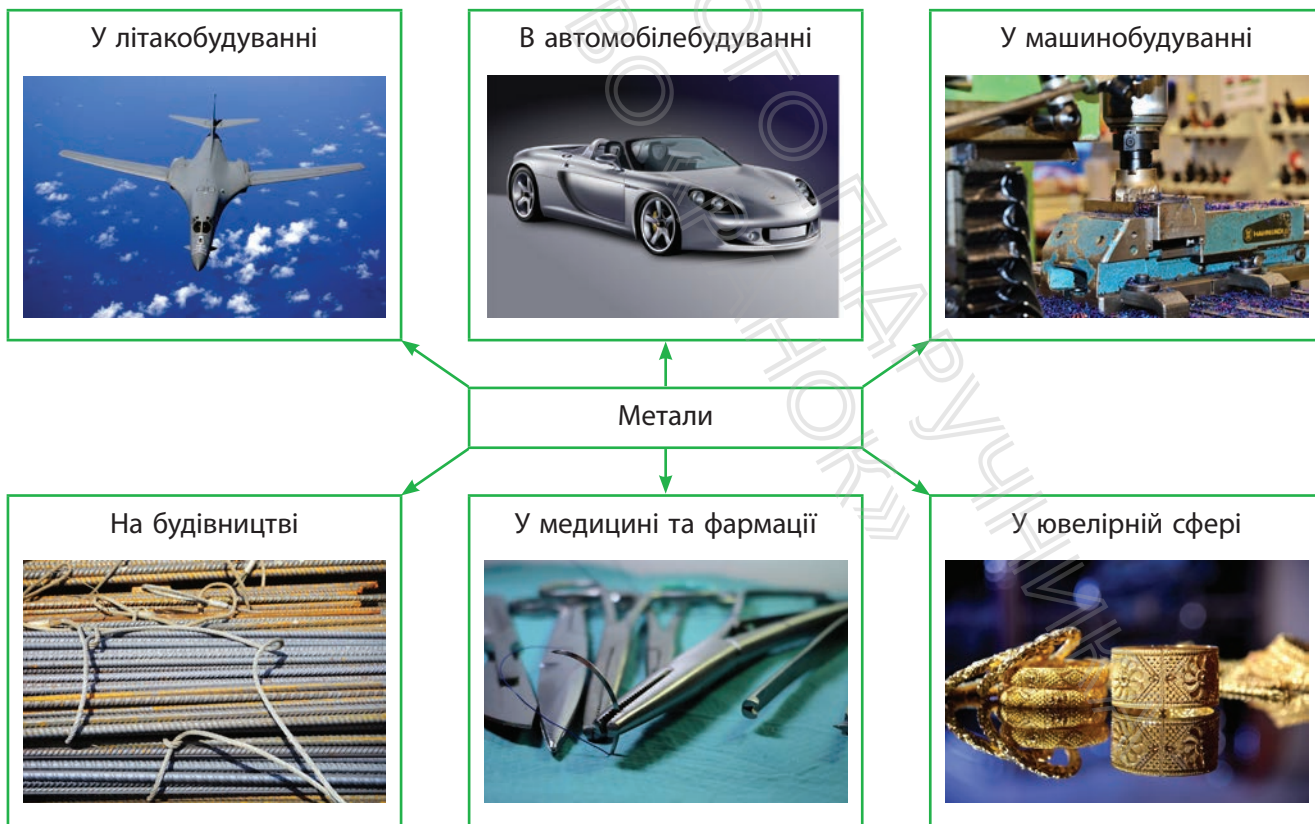 У літакобудуванні
В автомобілебудуванні
У машинобудуванні
Метали
На будівництві
У медицині та фармації
У ювелірній сфері